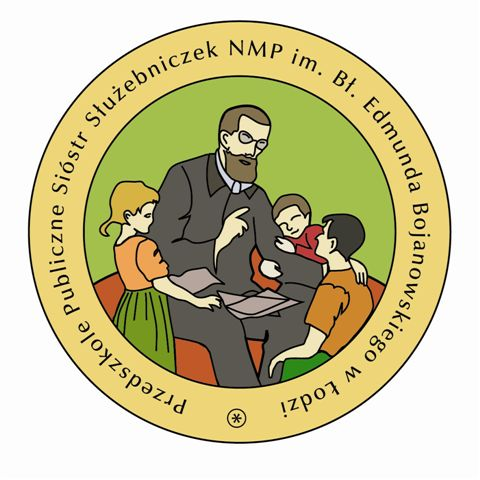 Przedszkole Publiczne Sióstr Służebniczek NMP im. Bł. Edmunda Bojanowskiego w Łodzi